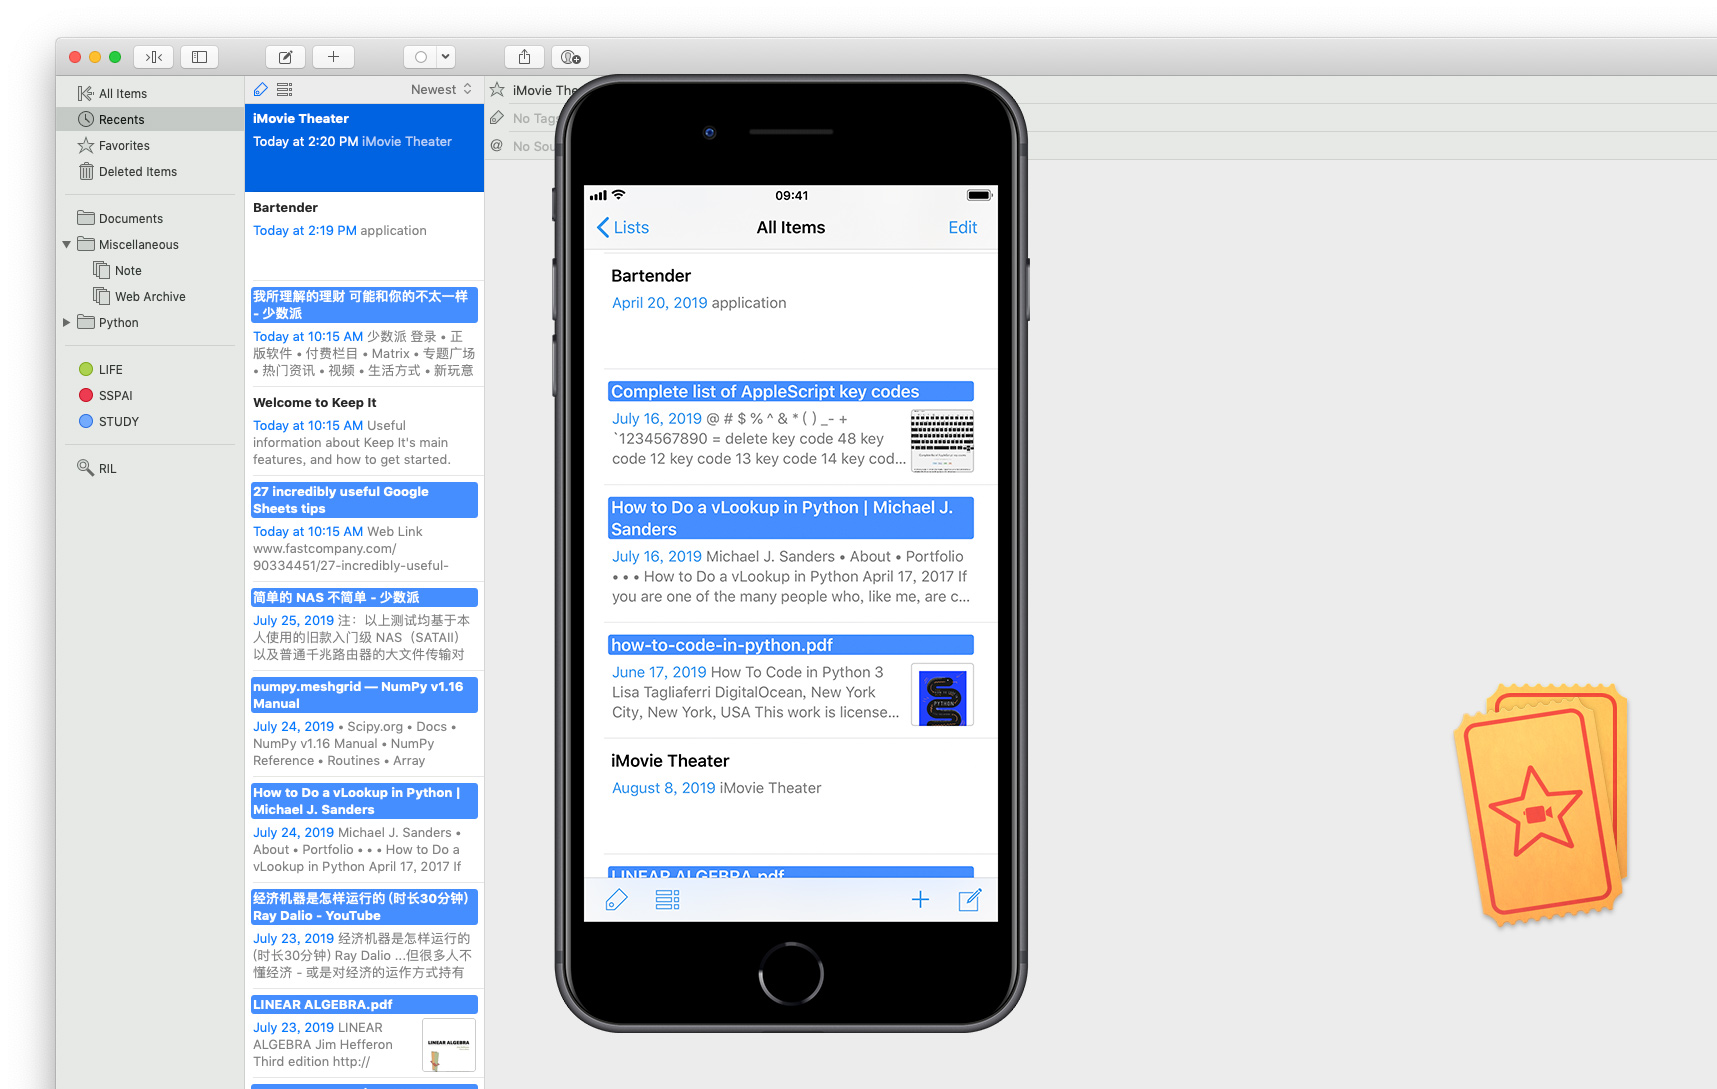 All Items
Recents
Favorites
Deleted Items
Documents
Miscellaneous
Note
Web Archive
Python
LIFE
SSPAI
STUDY
RIL
Newest
iMovie Theater
Today at 2:20 PM iMovie Theater
Bartender
Today at 2:19 PM application
我所理解的理财 可能和你的不太一样
- 少数派
Today at 10:15 AM 少数派 登录 • 正
版软件 • 付费栏目 • Matrix • 专题广场
• 热门资讯 • 视频 • 生活方式 • 新玩意
Welcome to Keep It
Today at 10:15 AM Useful
information about Keep It's main
features, and how to get started.
27 incredibly useful Google
Sheets tips
Today at 10:15 AM Web Link
www.fastcompany.com/
90334451/27-incredibly-useful-
简单的 NAS 不简单 - 少数派
July 25, 2019 注：以上测试均基于本
人使用的旧款入门级 NAS（SATAII）
以及普通千兆路由器的大文件传输对
numpy.meshgrid — NumPy v1.16
Manual
July 24, 2019 • Scipy.org • Docs •
NumPy v1.16 Manual • NumPy
Reference • Routines • Array
How to Do a vLookup in Python |
Michael J. Sanders
July 24, 2019 Michael J. Sanders •
About • Portfolio • • • How to Do a
vLookup in Python April 17, 2017 If
经济机器是怎样运行的 (时长30分钟)
Ray Dalio - YouTube
July 23, 2019 经济机器是怎样运行的
(时长30分钟) Ray Dalio ...但很多人不
懂经济 - 或是对经济的运作方式持有
LINEAR ALGEBRA.pdf
July 23, 2019 LINEAR
ALGEBRA Jim Hefferon
Third edition http://
LINEAR ALGEBRA
iMovie The
No Tags
@ No Sou
09:41
Lists
All Items
Edit
Bartender
April 20, 2019 application
Complete list of AppleScript key codes
July 16, 2019 @ # $ % ^ & * ( ) _- +
`1234567890 = delete key code 48 key
code 12 key code 13 key code 14 key cod...
How to Do a vLookup in Python | Michael J.
Sanders
July 16, 2019 Michael J. Sanders • About • Portfolio
• • • How to Do a vLookup in Python April 17, 2017 If
you are one of the many people who, like me, are c...
how-to-code-in-python.pdf
June 17, 2019 How To Code in Python 3
Lisa Tagliaferri DigitalOcean, New York
City, New York, USA This work is license...
PYTHON
iMovie Theater
August 8, 2019 iMovie Theater
LINEAR ALGEBRA.pdf